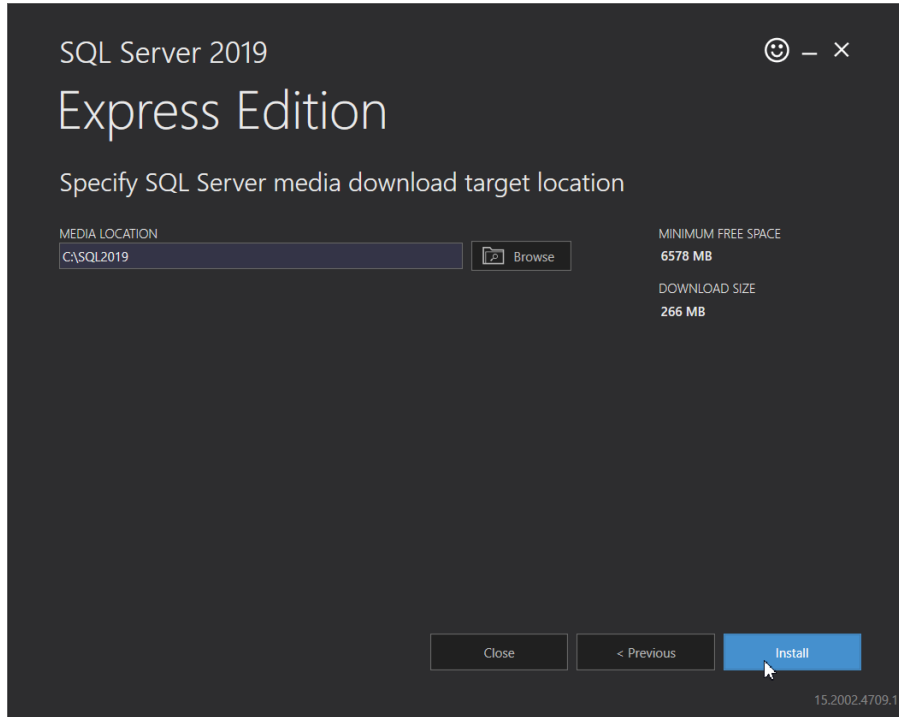 SQL Server 2019
Express Edition
Specify SQL Server media download target location
MEDIA LOCATION
C:\SQL2019
Browse
MINIMUM FREE SPACE
6578 MB
DOWNLOAD SIZE
266 MB
Close
< Previous
Install
15.2002.4709.1